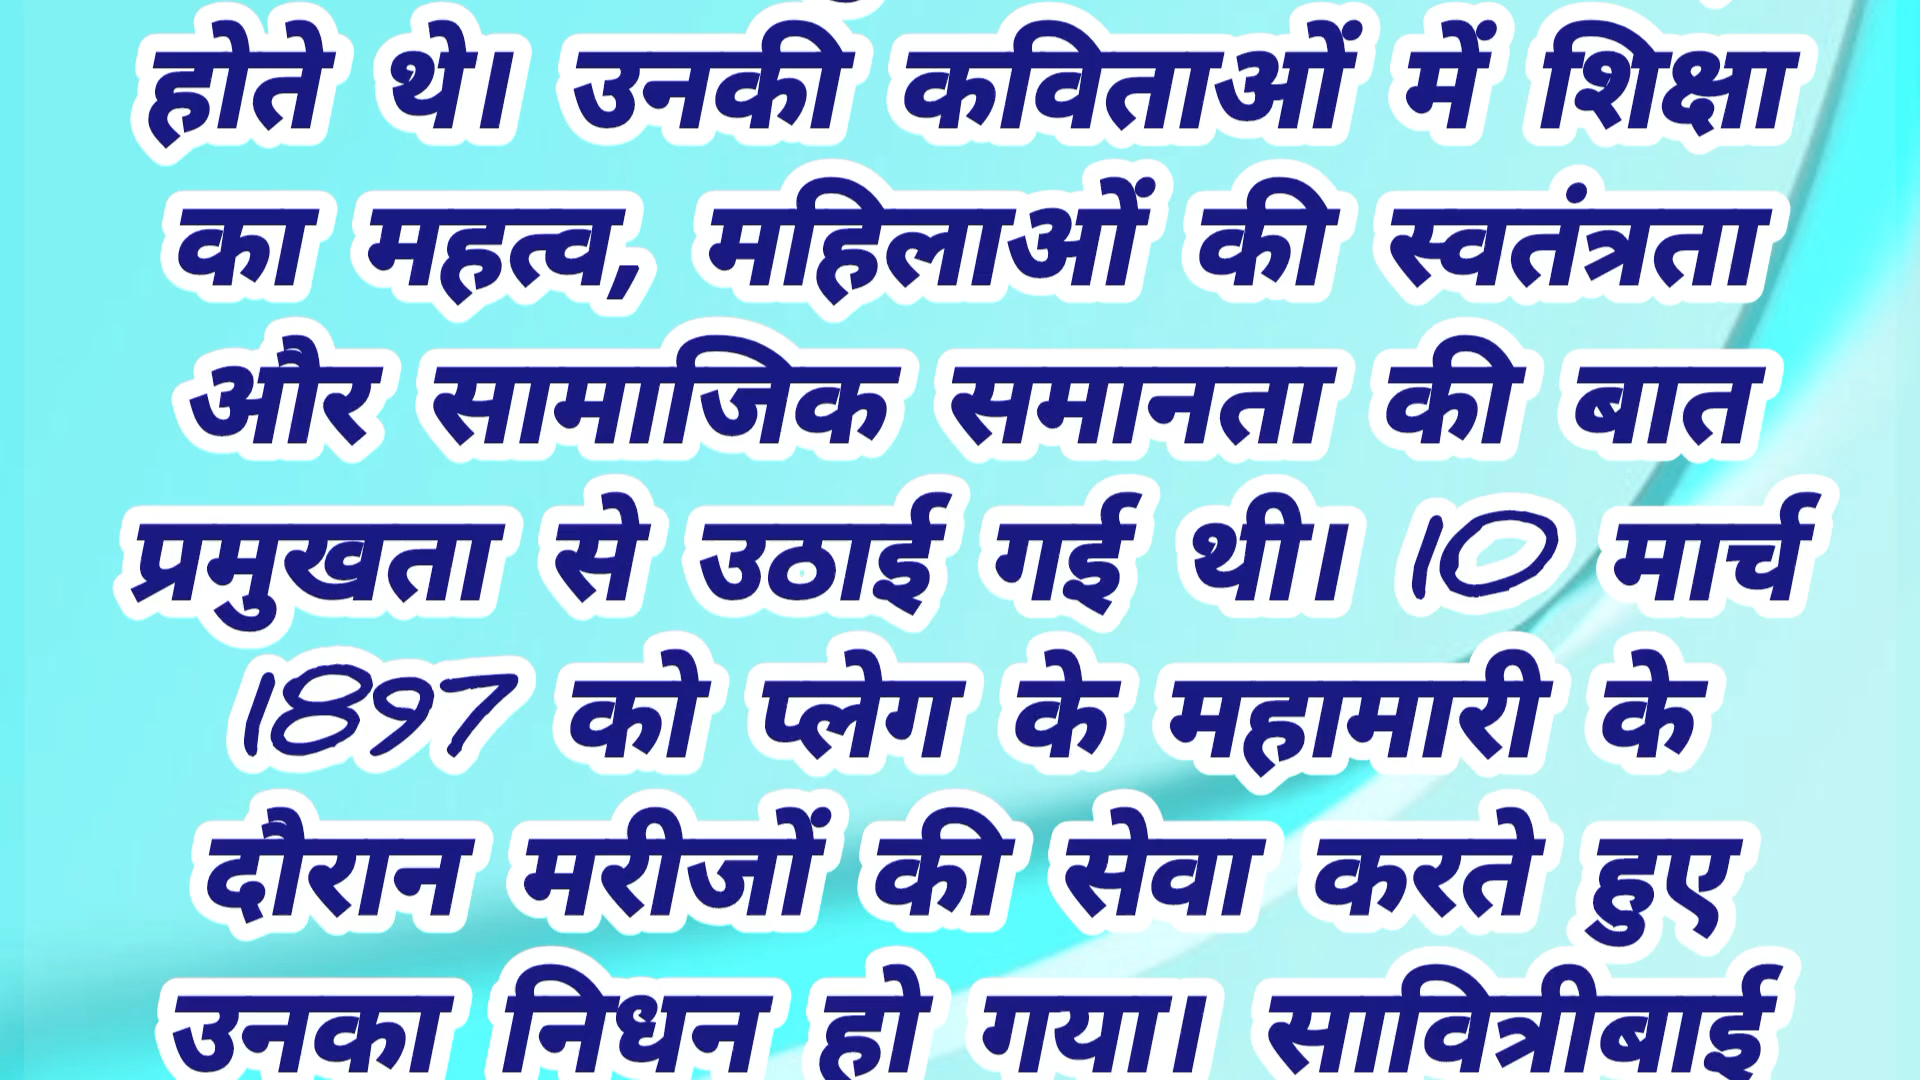 होते थे। उनकी कविताओं में शिक्षा
का महत्व, महिलाओं की स्वतंत्रता
और सामाजिक समानता की बात
प्रमुखता से उठाई गई थी। 10 मार्च
1897 को प्लेग के महामारी के
दौरान मरीजों की सेवा करते हुए
उनका निधन हो गया। सावित्रीबाई